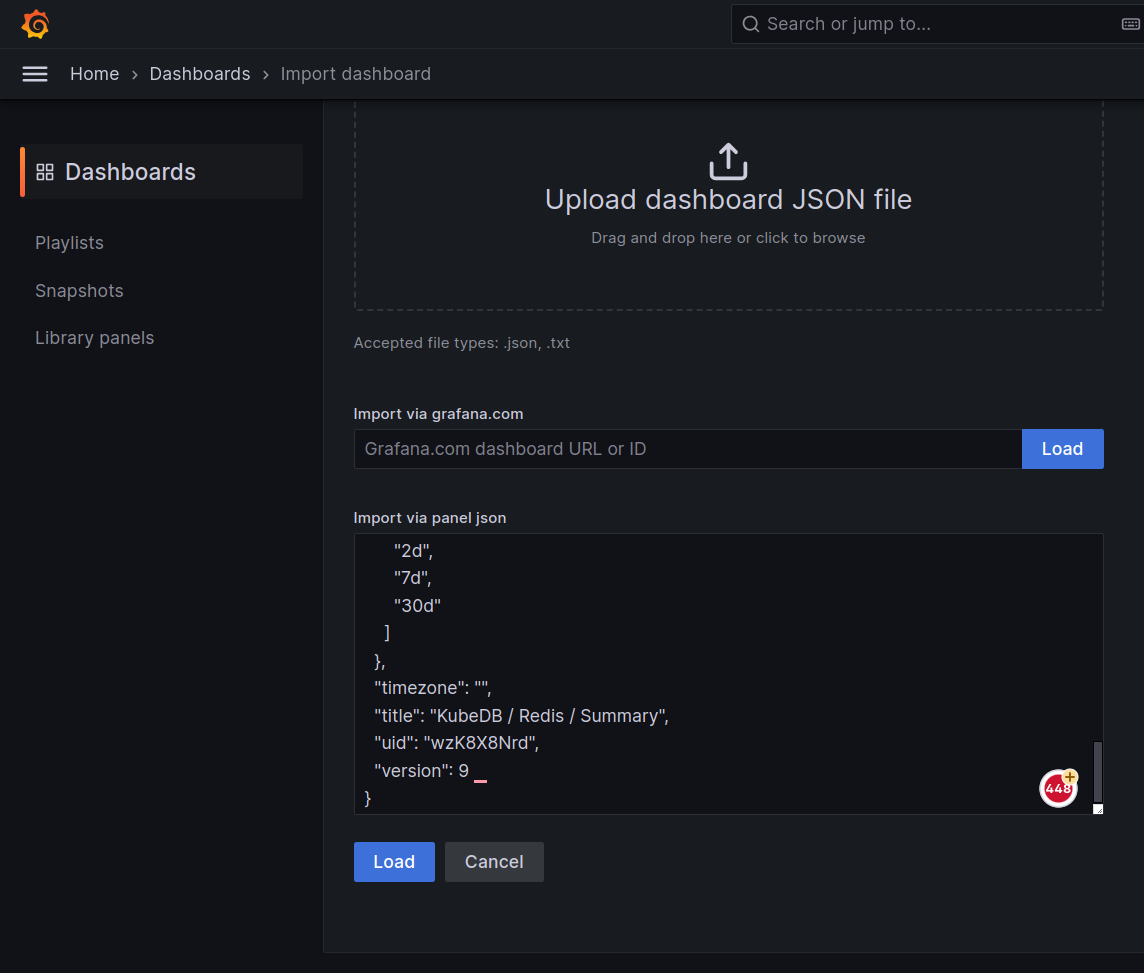 Search or jump to...
Home › Dashboards › Import dashboard
Dashboards
Playlists
Snapshots
Library panels
Upload dashboard JSON file
Drag and drop here or click to browse
Accepted file types: .json, .txt
Import via grafana.com
Grafana.com dashboard URL or ID
Load
Import via panel json
"2d",
"7d",
"30d"
]
},
"timezone": "",
"title": "KubeDB / Redis / Summary",
"uid": "wzK8X8Nrd",
"version": 9
}
448
+
Load
Cancel